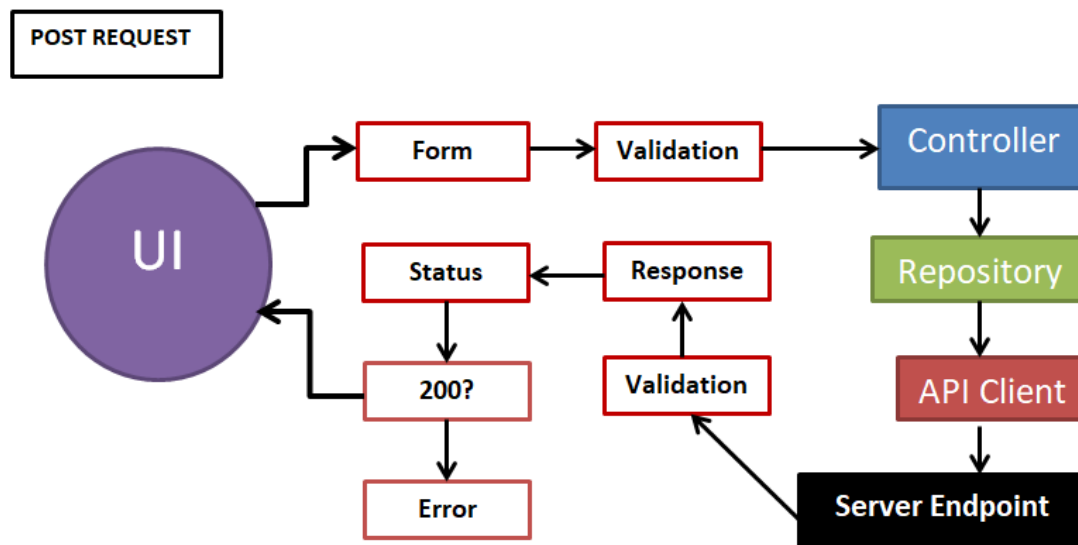 POST REQUEST
Form
Validation
Controller
UI
Status
Response
Repository
200?
Validation
API Client
Error
Server Endpoint